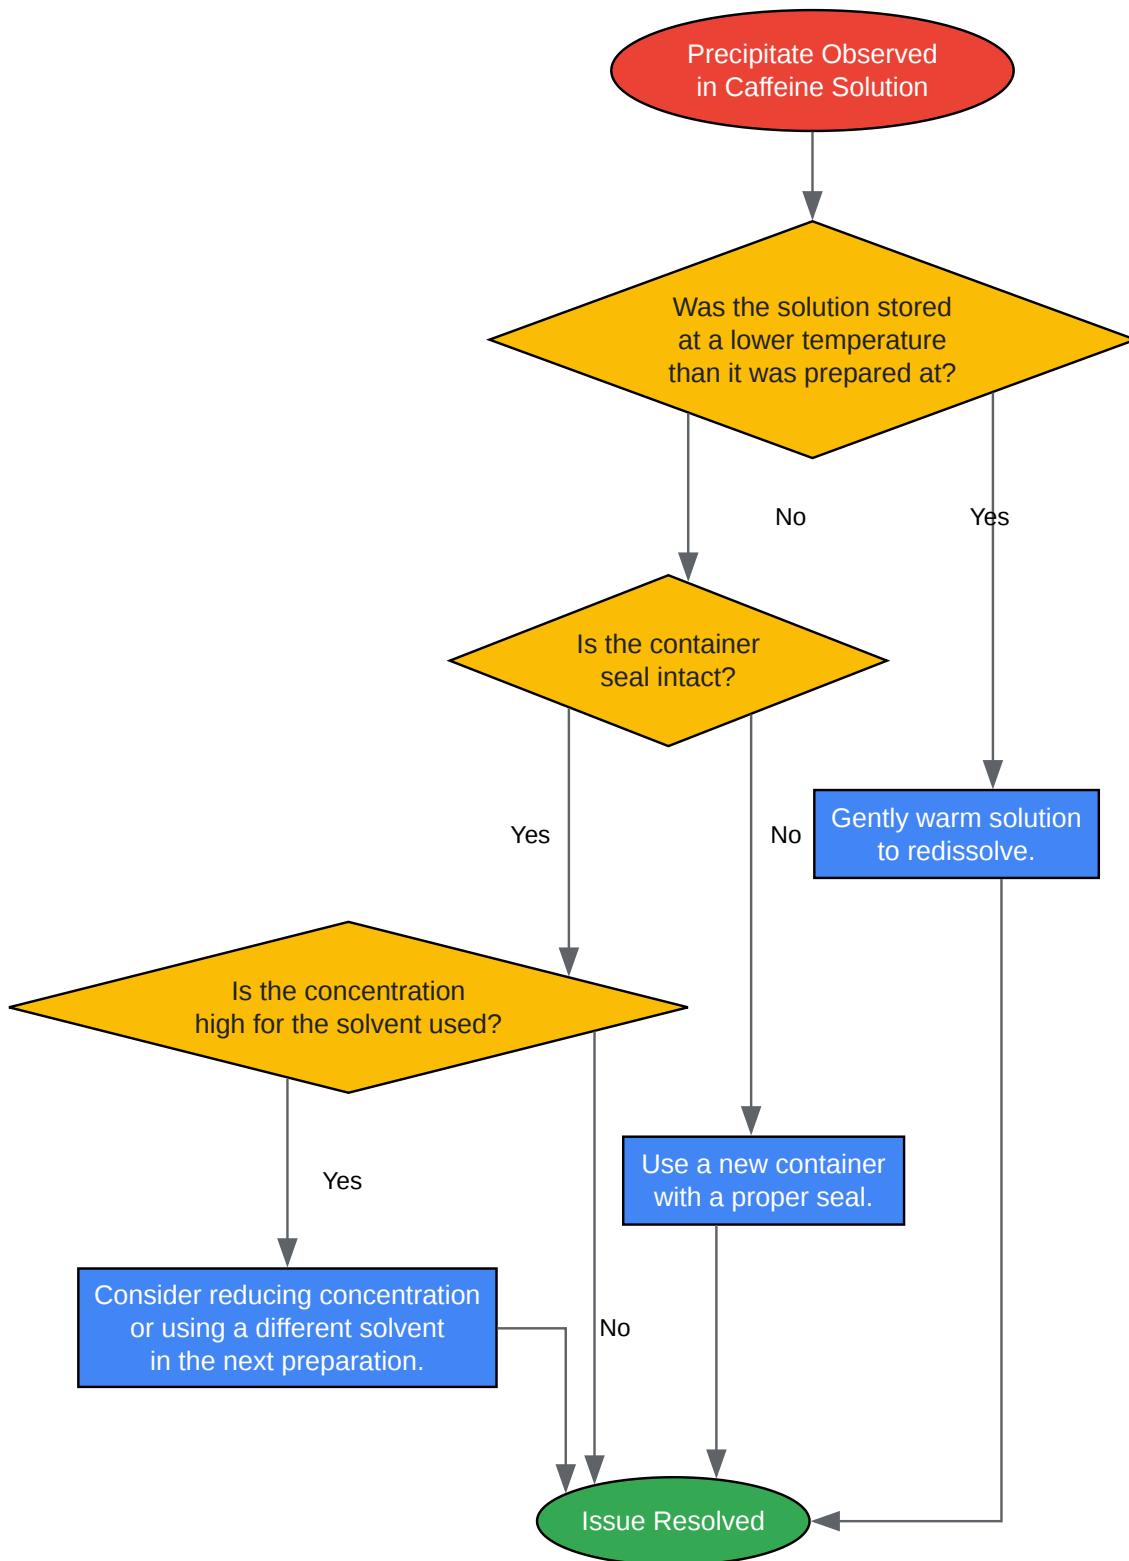 Precipitate Observed
in Caffeine Solution
Was the solution stored
at a lower temperature
than it was prepared at?
No
Yes
Is the container
seal intact?
Yes
No
Gently warm solution
to redissolve.
Is the concentration
high for the solvent used?
Yes
Use a new container
with a proper seal.
Consider reducing concentration
or using a different solvent
in the next preparation.
No
Issue Resolved